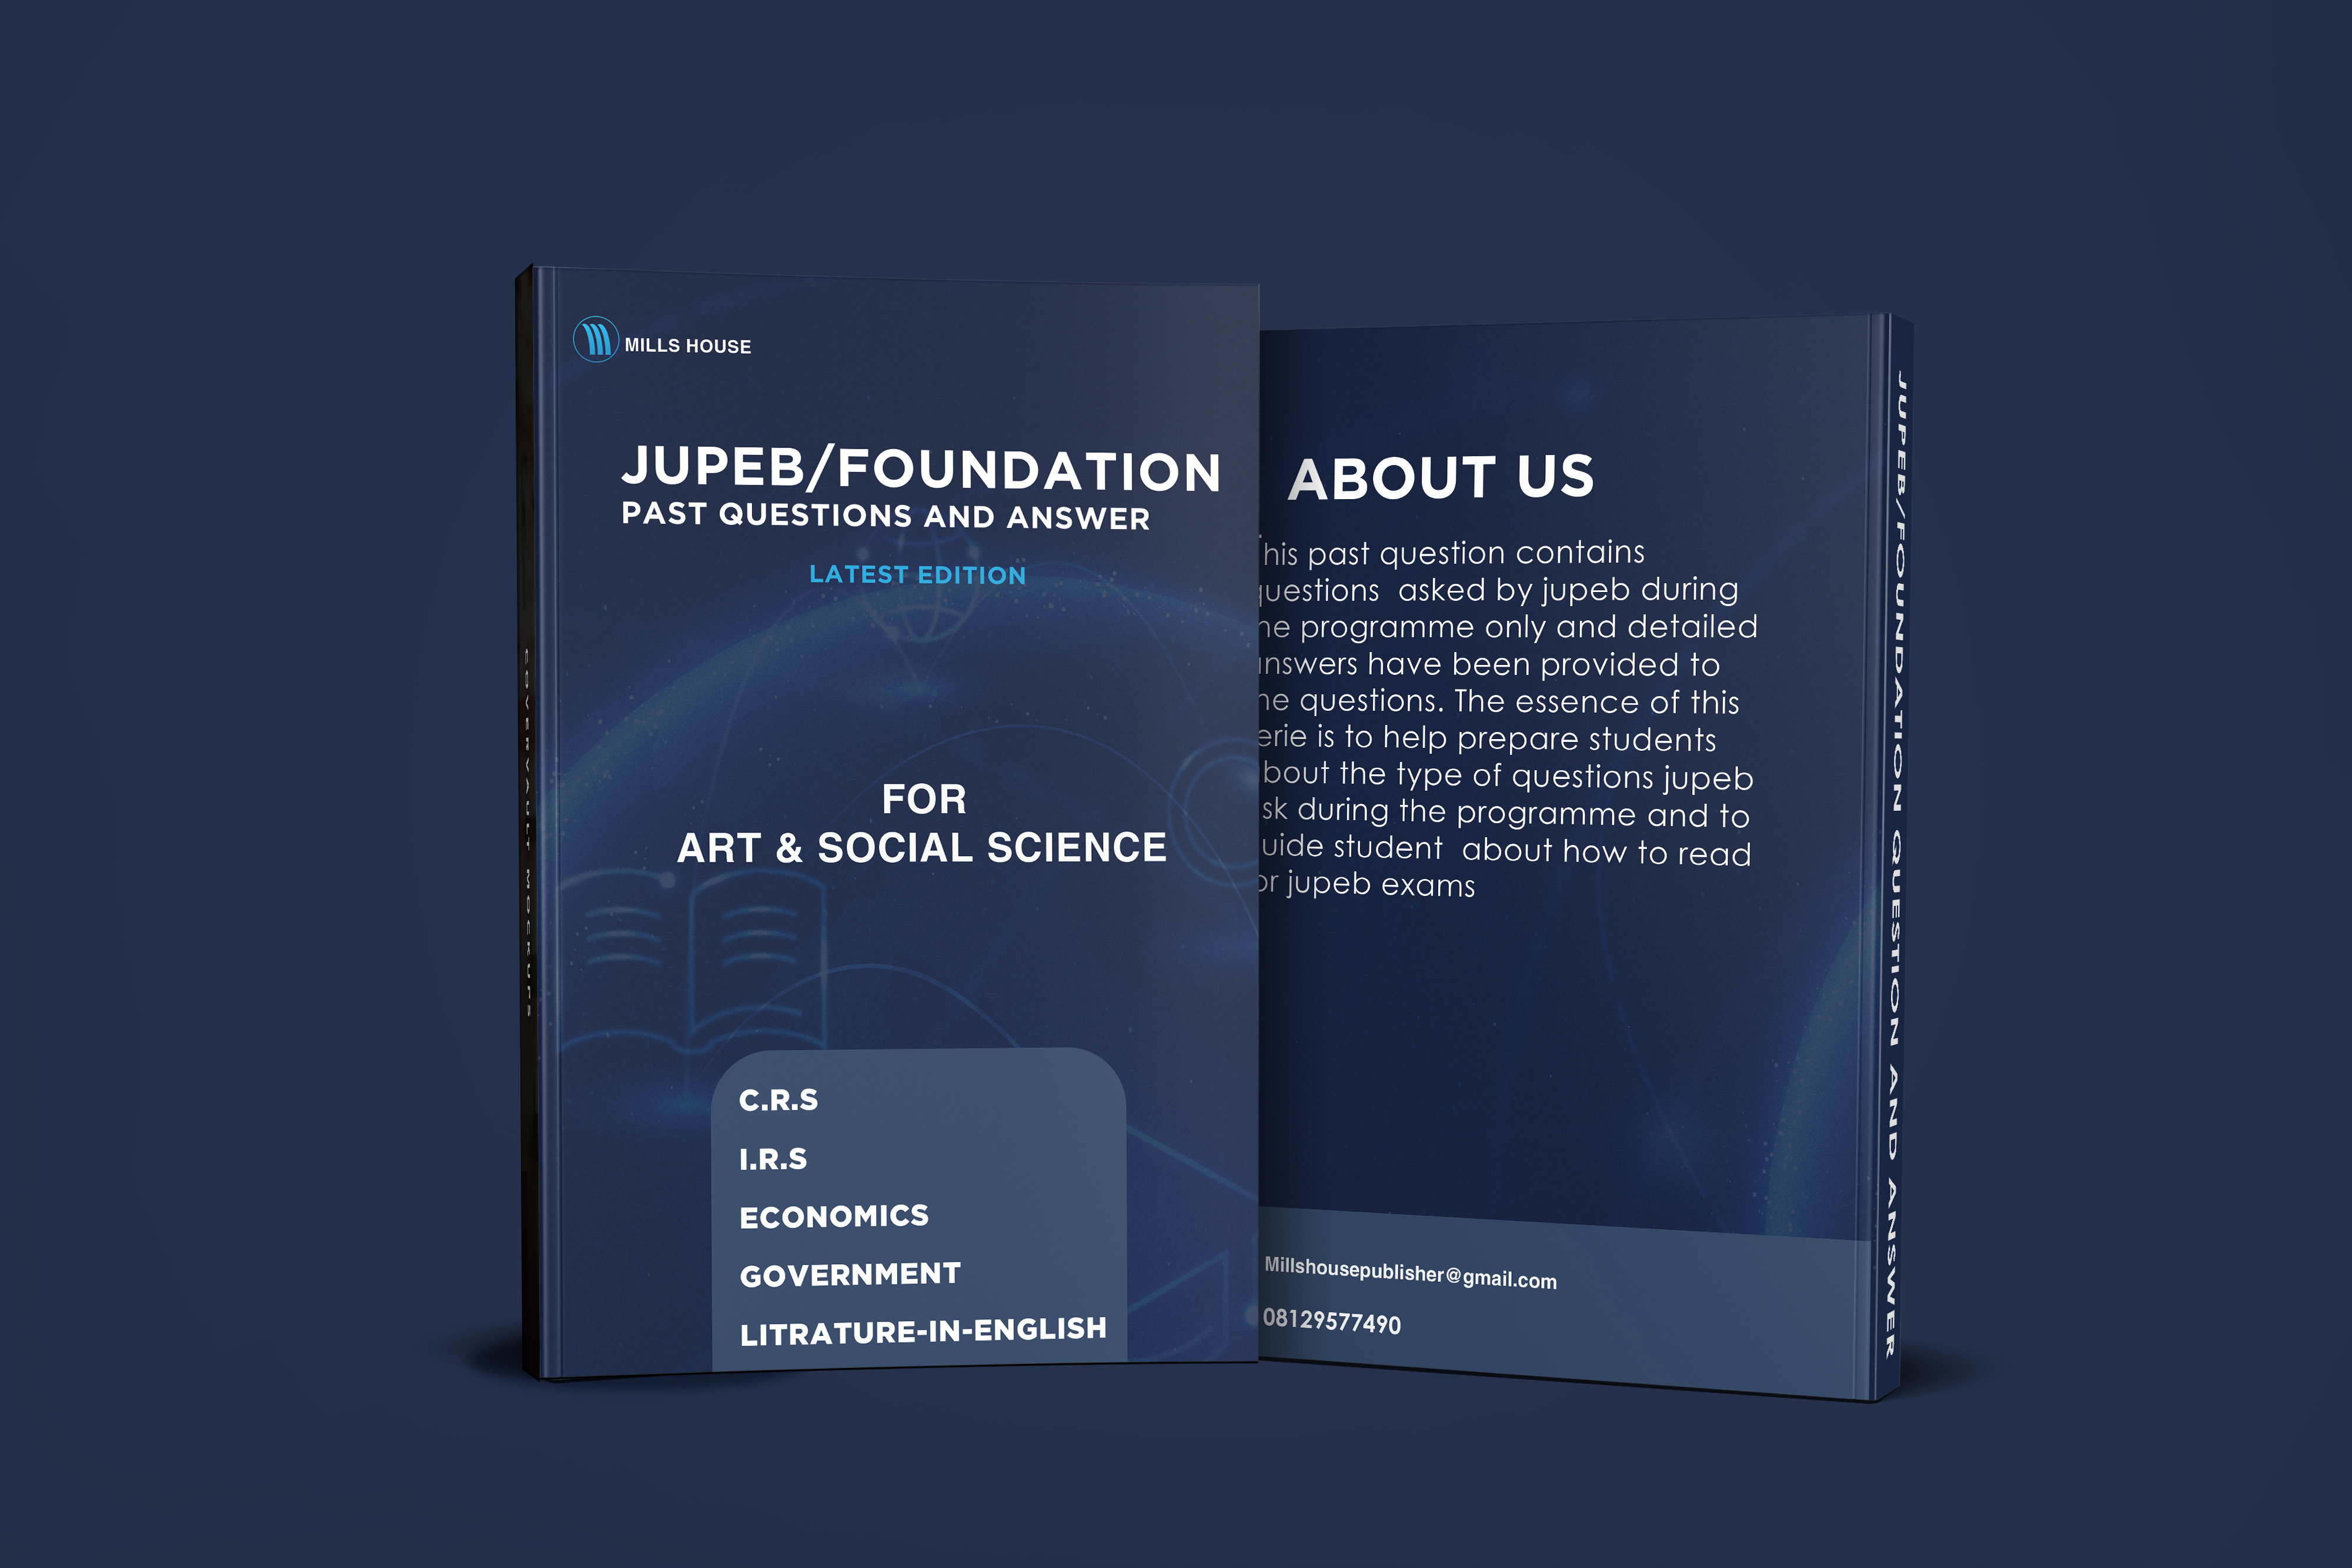 MILLS HOUSE
JUPEB/FOUNDATION
PAST QUESTIONS AND ANSWER
LATEST EDITION
FOR
ART & SOCIAL SCIENCE
C.R.S
I.R.S
ECONOMICS
GOVERNMENT
LITRATURE-IN-ENGLISH
COVERVAULT MOCKUPS
ABOUT US
his past question contains
uestions asked by jupeb during
he programme only and detailed
nswers have been provided to
he questions. The essence of this
erie is to help prepare students
bout the type of questions jupeb
sk during the programme and to
uide student about how to read
or jupeb exams
Millshousepublisher@gmail.com
08129577490
JUPEB/FOUNDATION QUESTION AND ANSWER